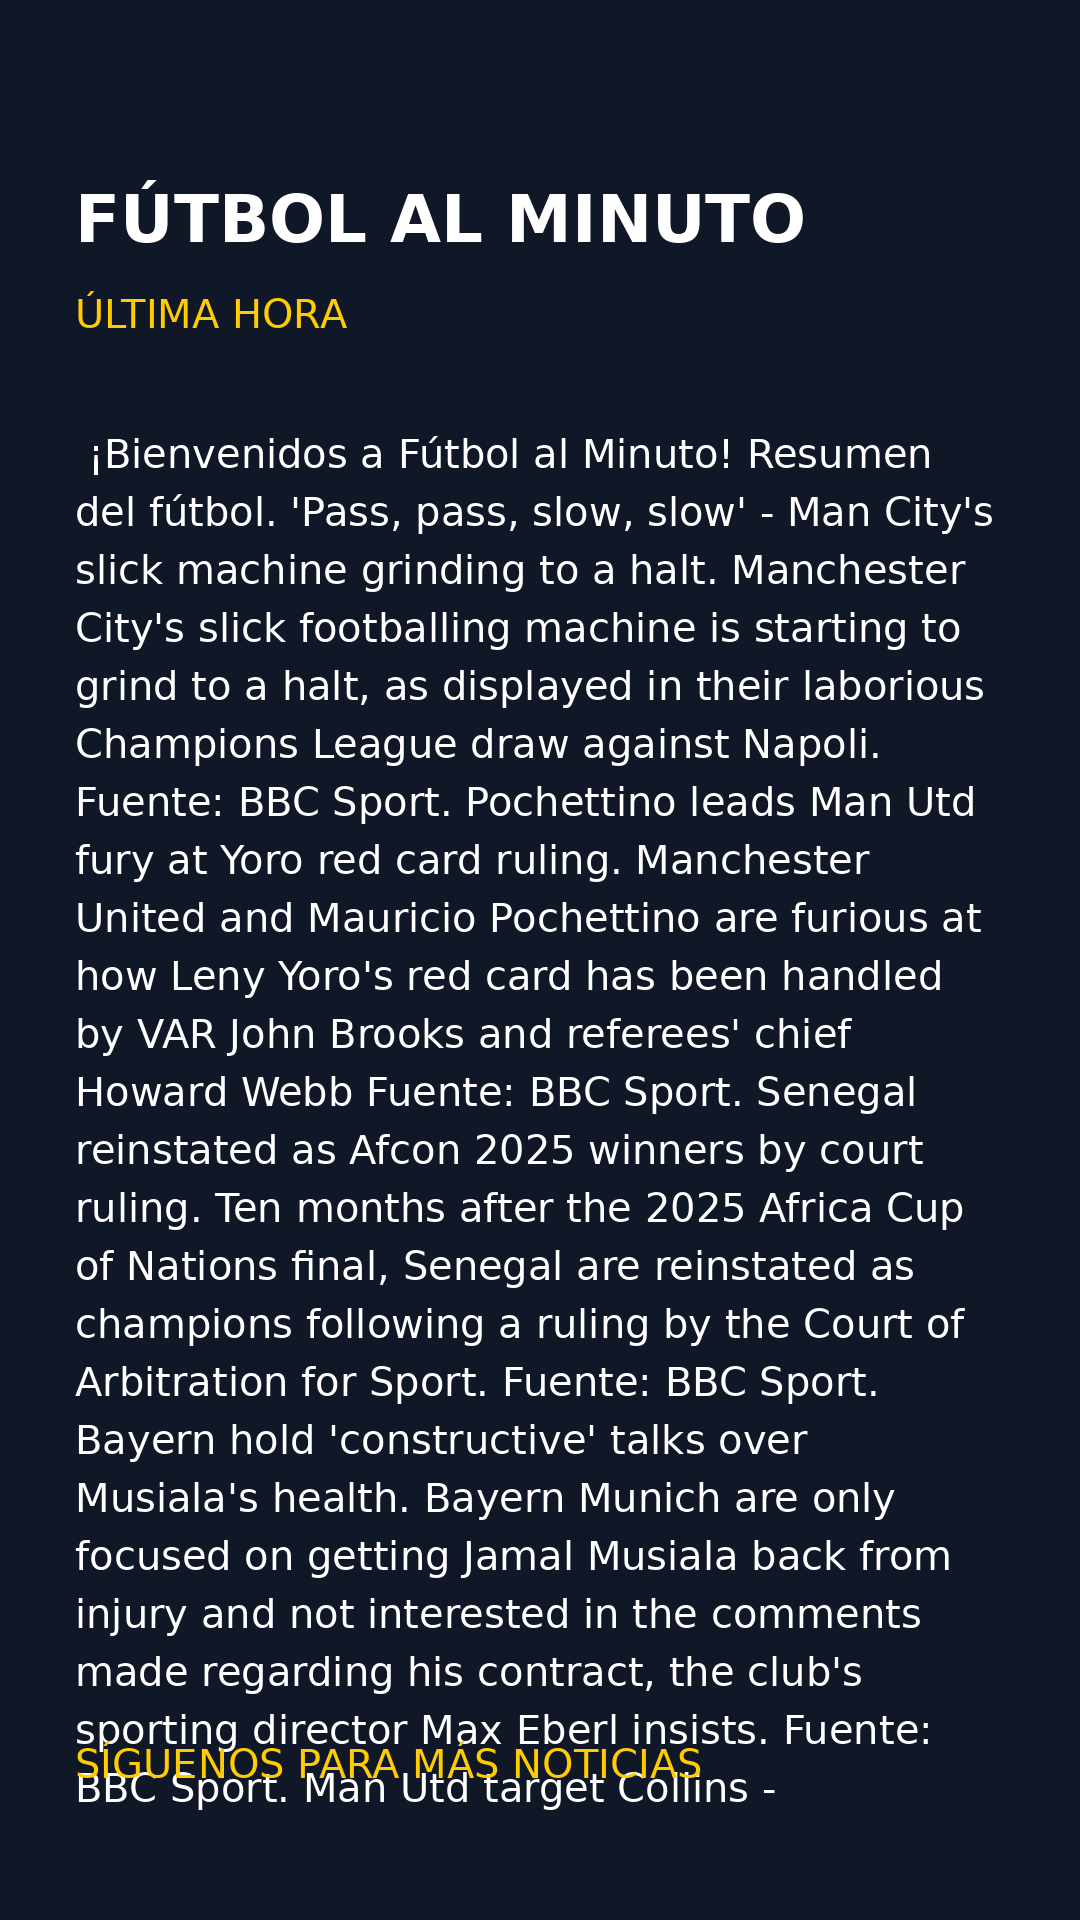 FÚTBOL AL MINUTO
ÚLTIMA HORA
¡Bienvenidos a Fútbol al Minuto! Resumen
del fútbol. 'Pass, pass, slow, slow' - Man City's
slick machine grinding to a halt. Manchester
City's slick footballing machine is starting to
grind to a halt, as displayed in their laborious
Champions League draw against Napoli.
Fuente: BBC Sport. Pochettino leads Man Utd
fury at Yoro red card ruling. Manchester
United and Mauricio Pochettino are furious at
how Leny Yoro's red card has been handled
by VAR John Brooks and referees' chief
Howard Webb Fuente: BBC Sport. Senegal
reinstated as Afcon 2025 winners by court
ruling. Ten months after the 2025 Africa Cup
of Nations final, Senegal are reinstated as
champions following a ruling by the Court of
Arbitration for Sport. Fuente: BBC Sport.
Bayern hold 'constructive' talks over
Musiala's health. Bayern Munich are only
focused on getting Jamal Musiala back from
injury and not interested in the comments
made regarding his contract, the club's
sporting director Max Eberl insists. Fuente:
SÍGUENOS PARA MÁS NOTICIAS
BBC Sport. Man Utd target Collins -